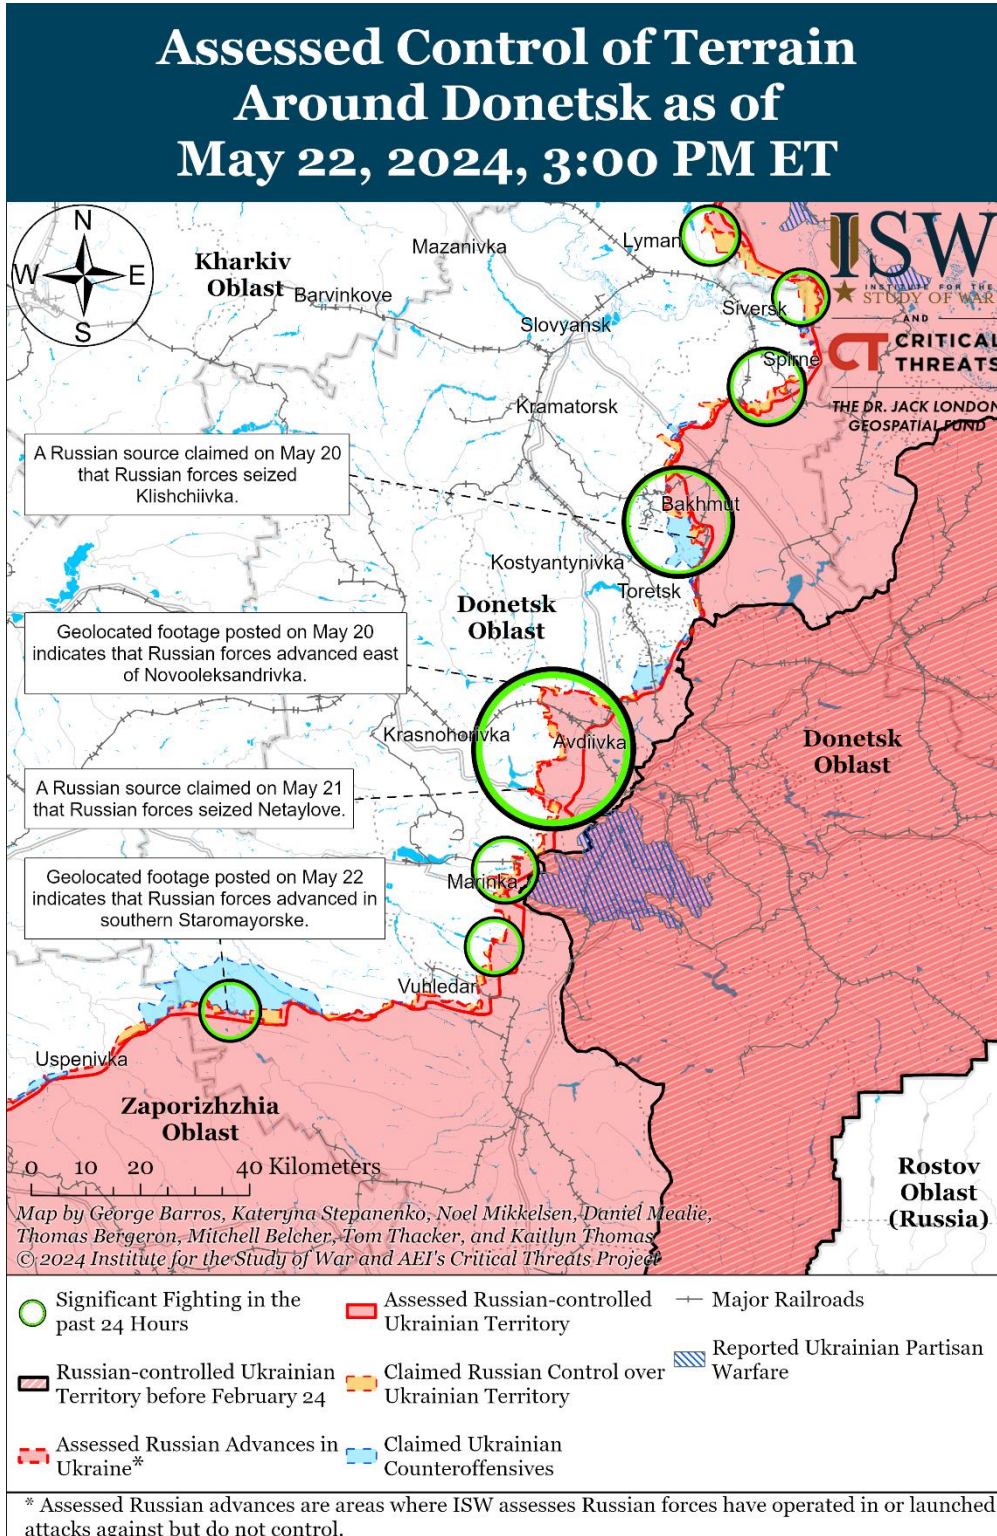 Assessed Control of Terrain
Around Donetsk as of
May 22, 2024, 3:00 PM ET
N
W
E
S
Kharkiv
Oblast
Mazanivka
Lyman
ISW
INSTITUTE FOR THE
STUDY OF WAR
AND
CT CRITICAL
THREATS
THE DR. JACK LONDON
GEOSPATIAL FUND
Barvinkove
Slovyansk
Siversk
Spirne
Kramatorsk
A Russian source claimed on May 20
that Russian forces seized
Klishchiivka.
Bakhmut
Kostyantynivka
Toretsk
Donetsk
Oblast
Geolocated footage posted on May 20
indicates that Russian forces advanced east
of Novooleksandrivka.
Krasnohorivka
Avdiivka
Donetsk
Oblast
A Russian source claimed on May 21
that Russian forces seized Netaylove.
Geolocated footage posted on May 22
indicates that Russian forces advanced in
southern Staromayorske.
Marinka
Vuhledar
Uspenivka
Zaporizhzhia
Oblast
Rostov
Oblast
(Russia)
0 10 20 40 Kilometers
Map by George Barros, Kateryna Stepanenko, Noel Mikkelsen, Daniel Mealie,
Thomas Bergeron, Mitchell Belcher, Tom Thacker, and Kaitlyn Thomas
© 2024 Institute for the Study of War and AEI's Critical Threats Project
Significant Fighting in the
past 24 Hours
Russian-controlled Ukrainian
Territory before February 24
Assessed Russian Advances in
Ukraine*
Assessed Russian-controlled
Ukrainian Territory
Claimed Russian Control over
Ukrainian Territory
Claimed Ukrainian
Counteroffensives
Major Railroads
Reported Ukrainian Partisan
Warfare
* Assessed Russian advances are areas where ISW assesses Russian forces have operated in or launched
attacks against but do not control.